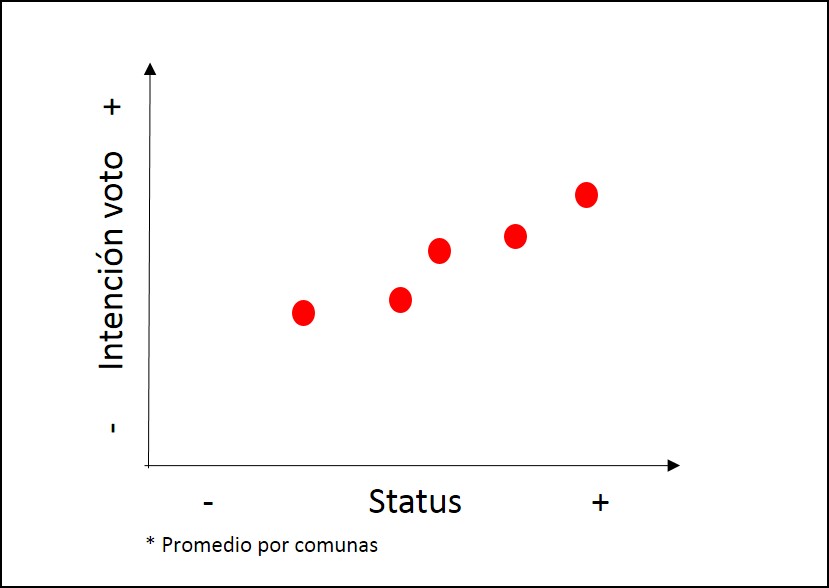 +
Intención voto
-
- Status +
* Promedio por comunas